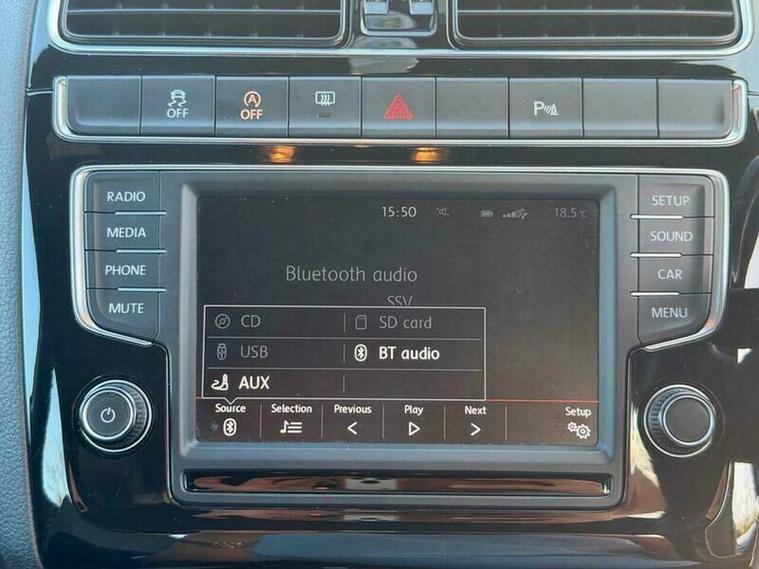 OFF
A
OFF
P
RADIO
MEDIA
PHONE
MUTE
15:50
18.5°C
Bluetooth audio
SSV
CD
SD card
USB
BT audio
AUX
Source
Selection
Previous
Play
Next
Setup
SETUP
SOUND
CAR
MENU